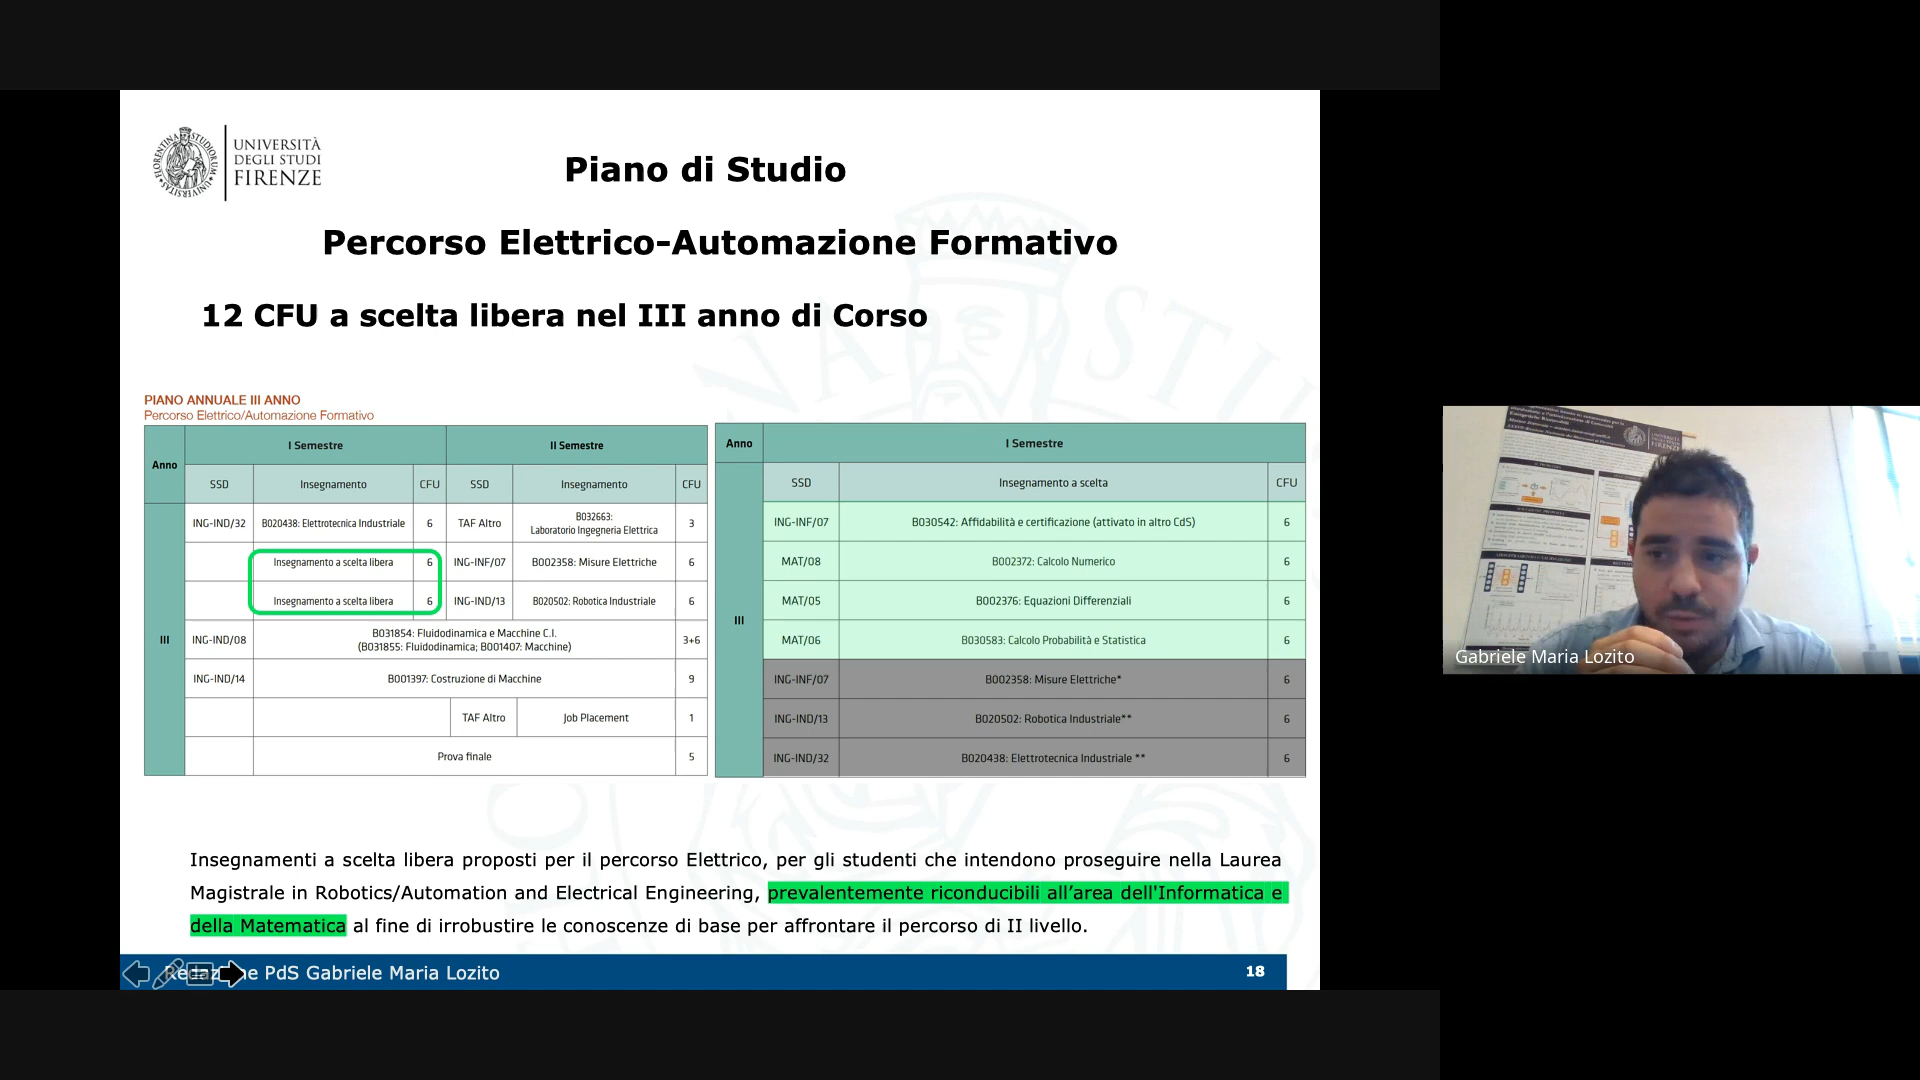 UNIVERSITÀ
DEGLI STUDI
FIRENZE
Piano di Studio
Percorso Elettrico-Automazione Formativo
12 CFU a scelta libera nel III anno di Corso
PIANO ANNUALE III ANNO
Percorso Elettrico/Automazione Formativo
Anno I Semestre II Semestre
SSD Insegnamento CFU SSD Insegnamento CFU
ING-IND/32 B020438: Elettrotecnica Industriale 6 TAF Altro B032663: Laboratorio Ingegneria Elettrica 3
Insegnamento a scelta libera 6 ING-INF/07 B002358: Misure Elettriche 6
Insegnamento a scelta libera 6 ING-IND/13 B020502: Robotica Industriale 6
III ING-IND/08 B031854: Fluidodinamica e Macchine C.I. 3+6
(B031855: Fluidodinamica; B001407: Macchine)
ING-IND/14 B001397: Costruzione di Macchine 9
TAF Altro Job Placement 1
Prova finale 5
Anno I Semestre
SSD Insegnamento a scelta CFU
ING-INF/07 B030542: Affidabilità e certificazione (attivato in altro CdS) 6
MAT/08 B002372: Calcolo Numerico 6
MAT/05 B002376: Equazioni Differenziali 6
III
MAT/06 B030583: Calcolo Probabilità e Statistica 6
ING-INF/07 B002358: Misure Elettriche* 6
ING-IND/13 B020502: Robotica Industriale** 6
ING-IND/32 B020438: Elettrotecnica Industriale ** 6
Insegnamenti a scelta libera proposti per il percorso Elettrico, per gli studenti che intendono proseguire nella Laurea
Magistrale in Robotics/Automation and Electrical Engineering, prevalentemente riconducibili all’area dell'Informatica e
della Matematica al fine di irrobustire le conoscenze di base per affrontare il percorso di II livello.
Redazione PdS Gabriele Maria Lozito
18
Gabriele Maria Lozito